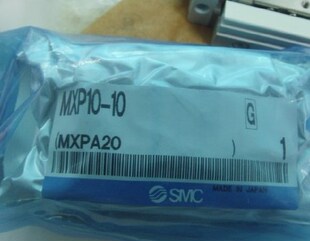 MXP10-10 G
(MXPA20 ) 1
SMC MADE IN JAPAN